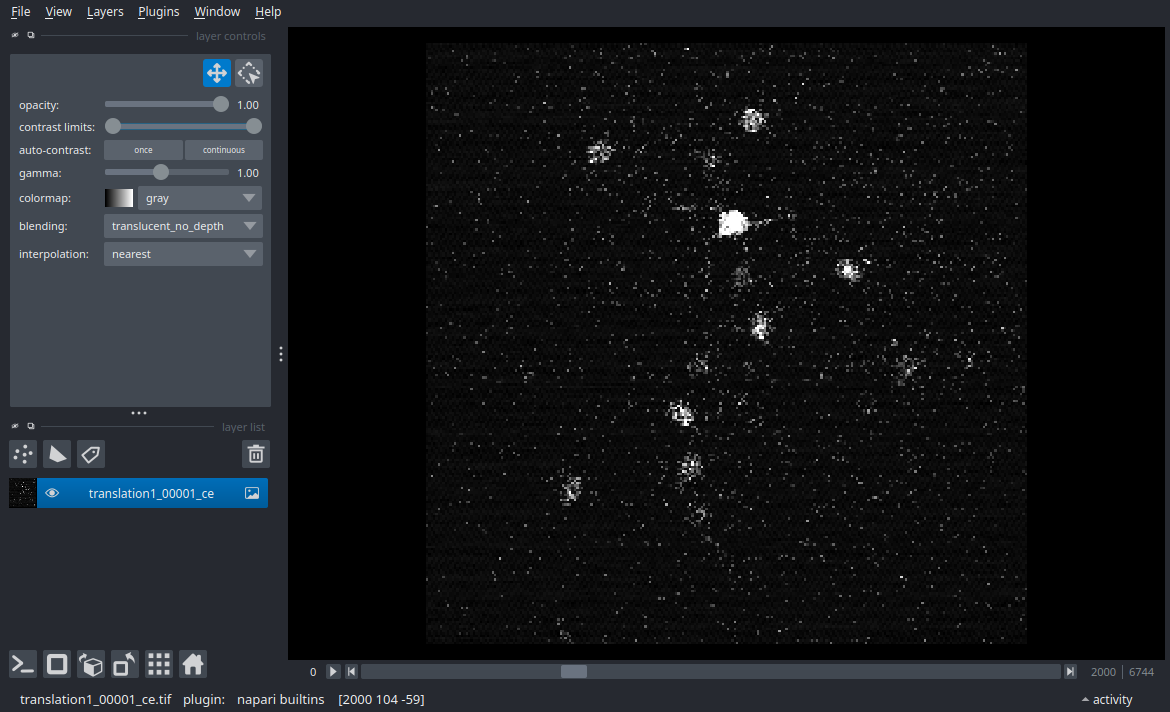 File View Layers Plugins Window Help
layer controls
opacity: 1.00
contrast limits:
auto-contrast: once continuous
gamma: 1.00
colormap: gray
blending: translucent_no_depth
interpolation: nearest
layer list
translation1_00001_ce
0 2000 | 6744
translation1_00001_ce.tif plugin: napari builtins [2000 104 -59] activity